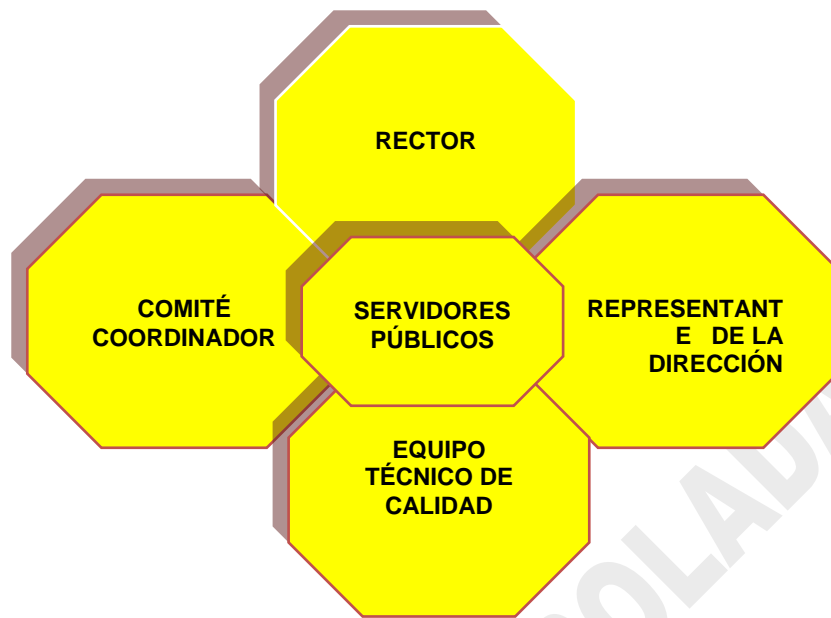 RECTOR
COMITÉ
COORDINADOR
SERVIDORES
PÚBLICOS
REPRESENTANT
E DE LA
DIRECCIÓN
EQUIPO
TÉCNICO DE
CALIDAD